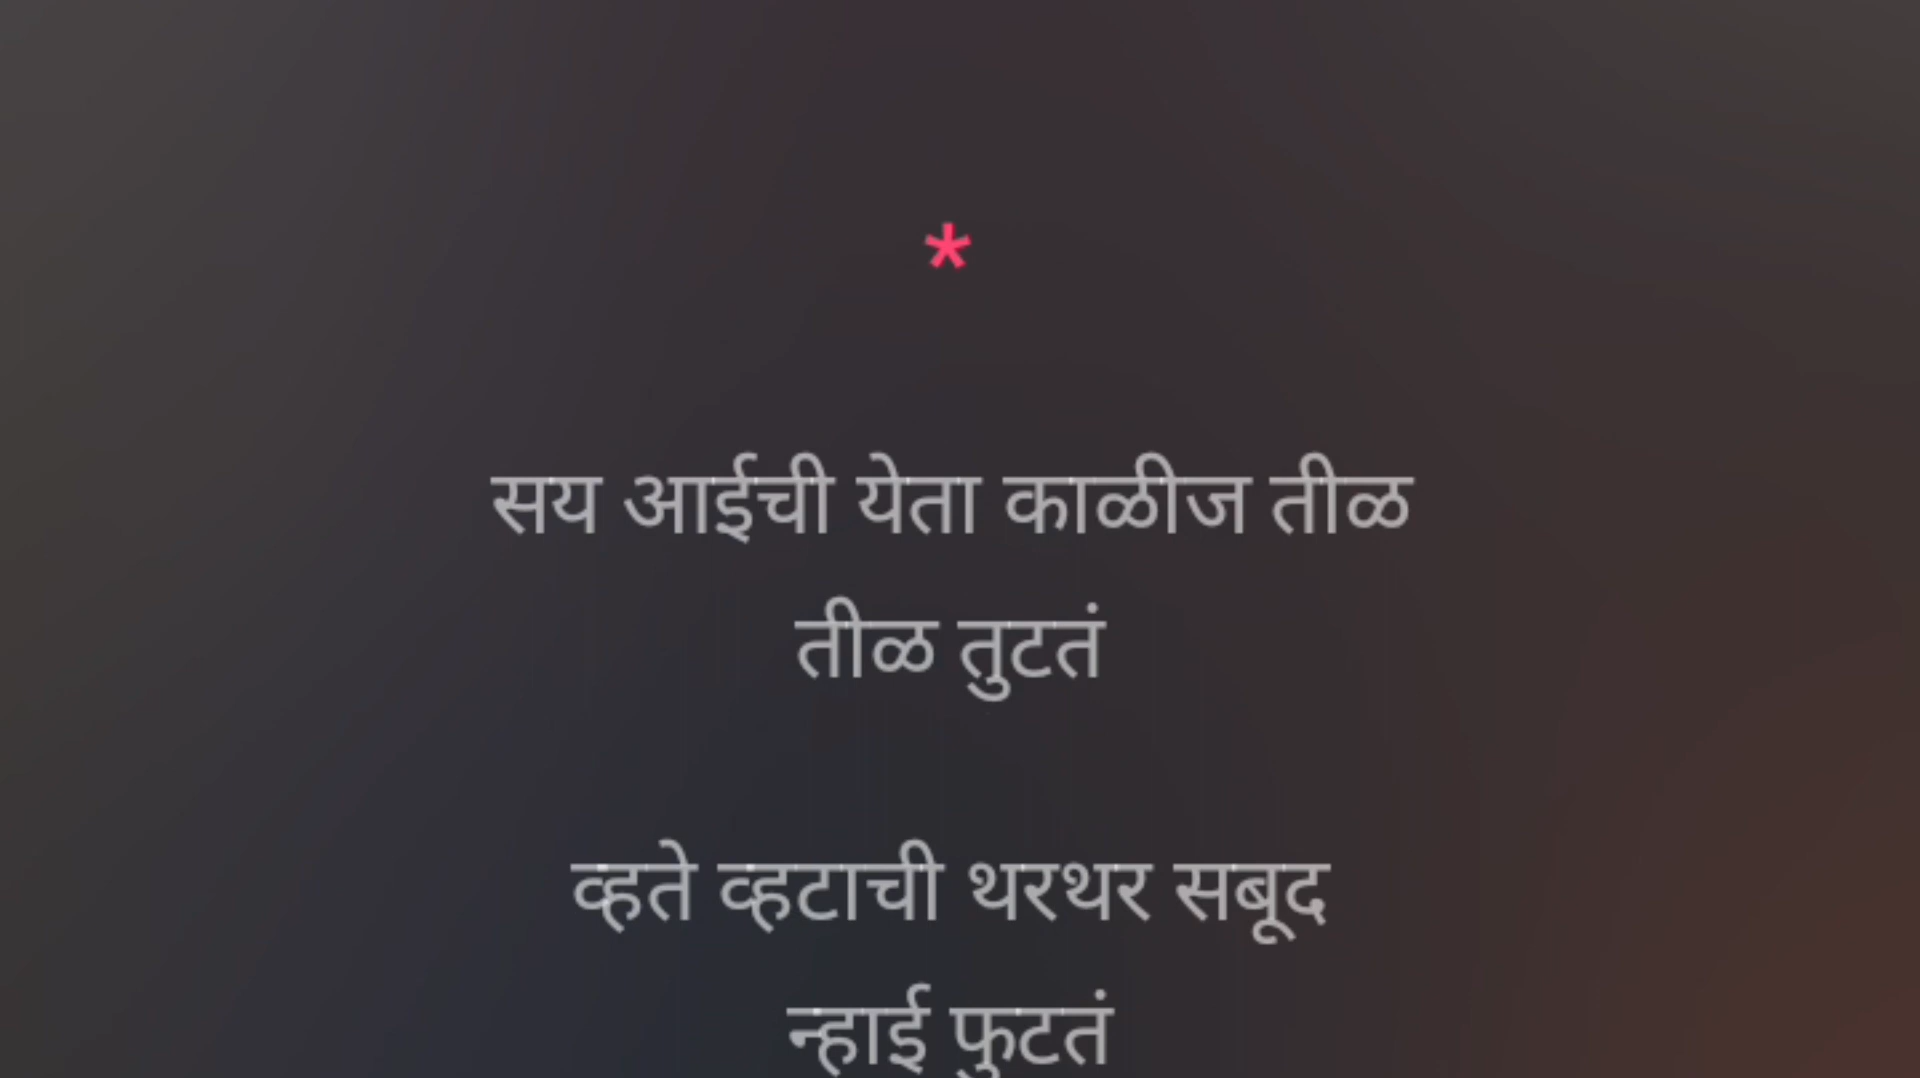 *
सय आईची येता काळीज तीळ
तीळ तुटतं
व्हते व्हटाची थरथर सबूद
न्हाई फुटतं